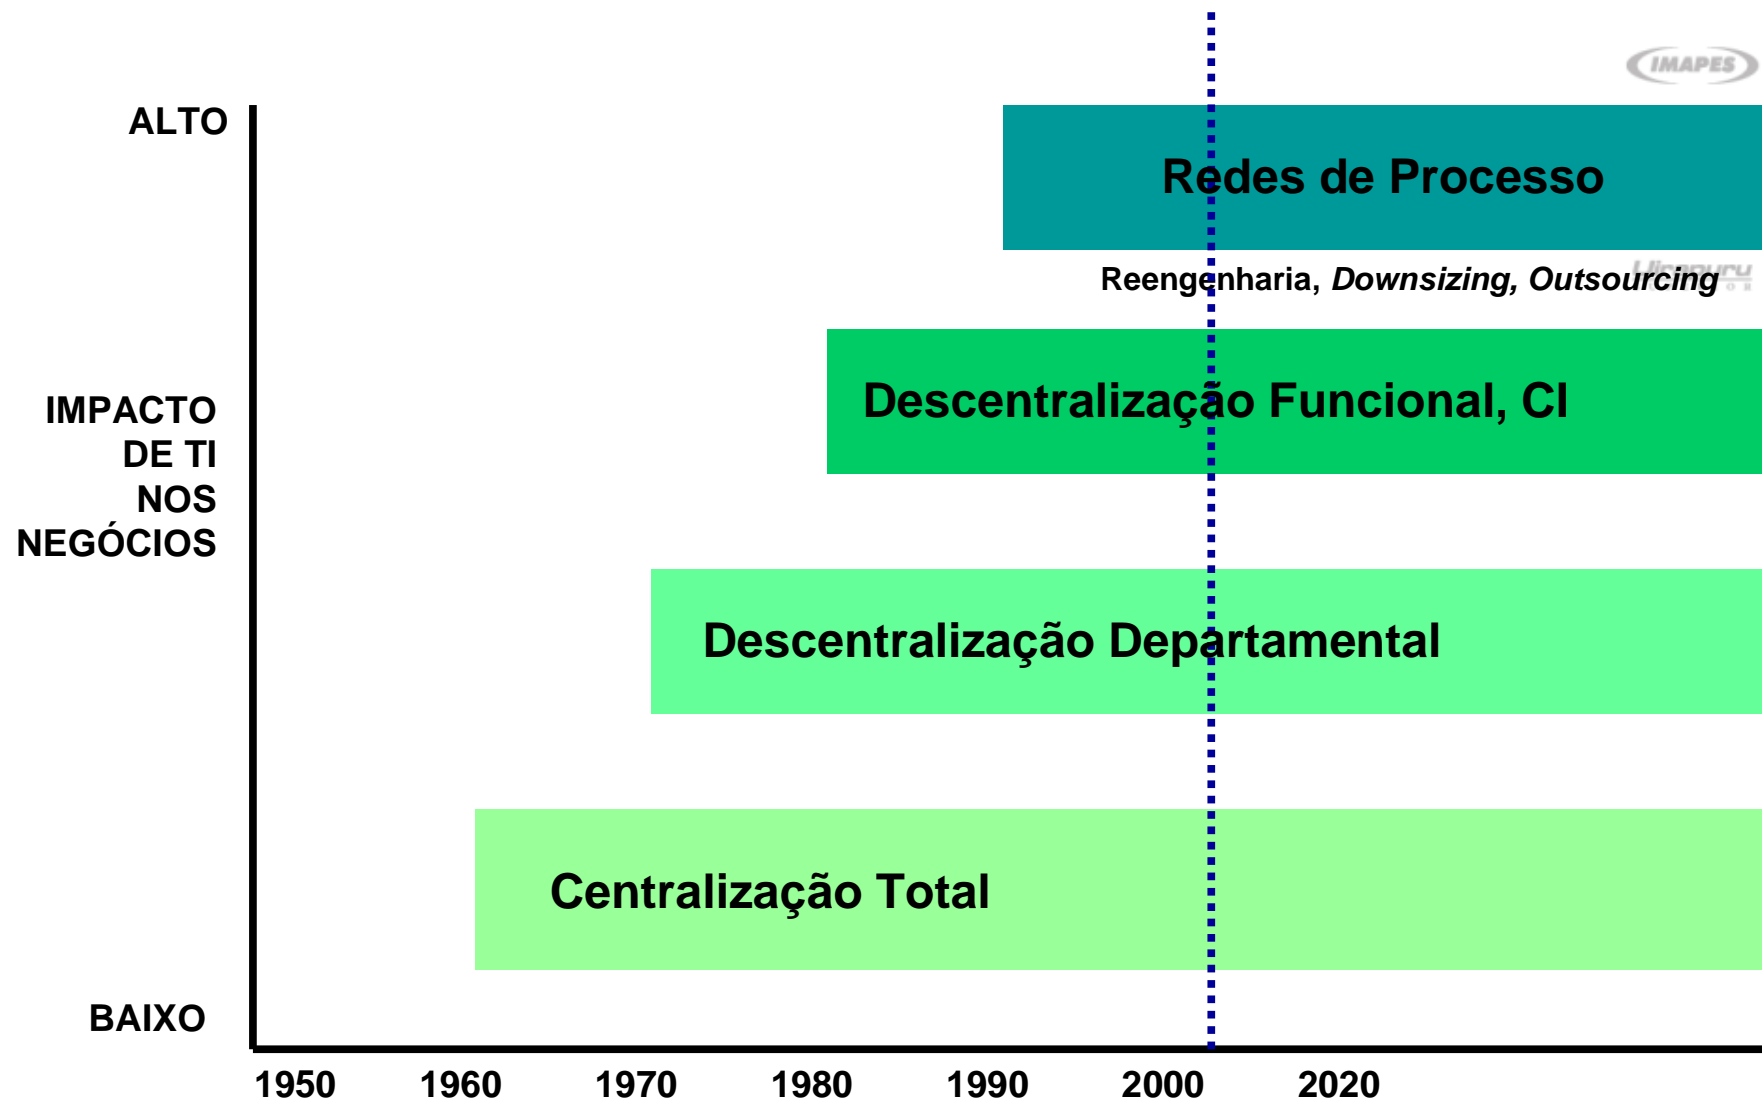 IMAPES
ALTO
Redes de Processo
Reengenharia, Downsizing, Outsourcing
Descentralização Funcional, CI
IMPACTO
DE TI
NOS
NEGÓCIOS
Descentralização Departamental
Centralização Total
BAIXO
1950 1960 1970 1980 1990 2000 2020